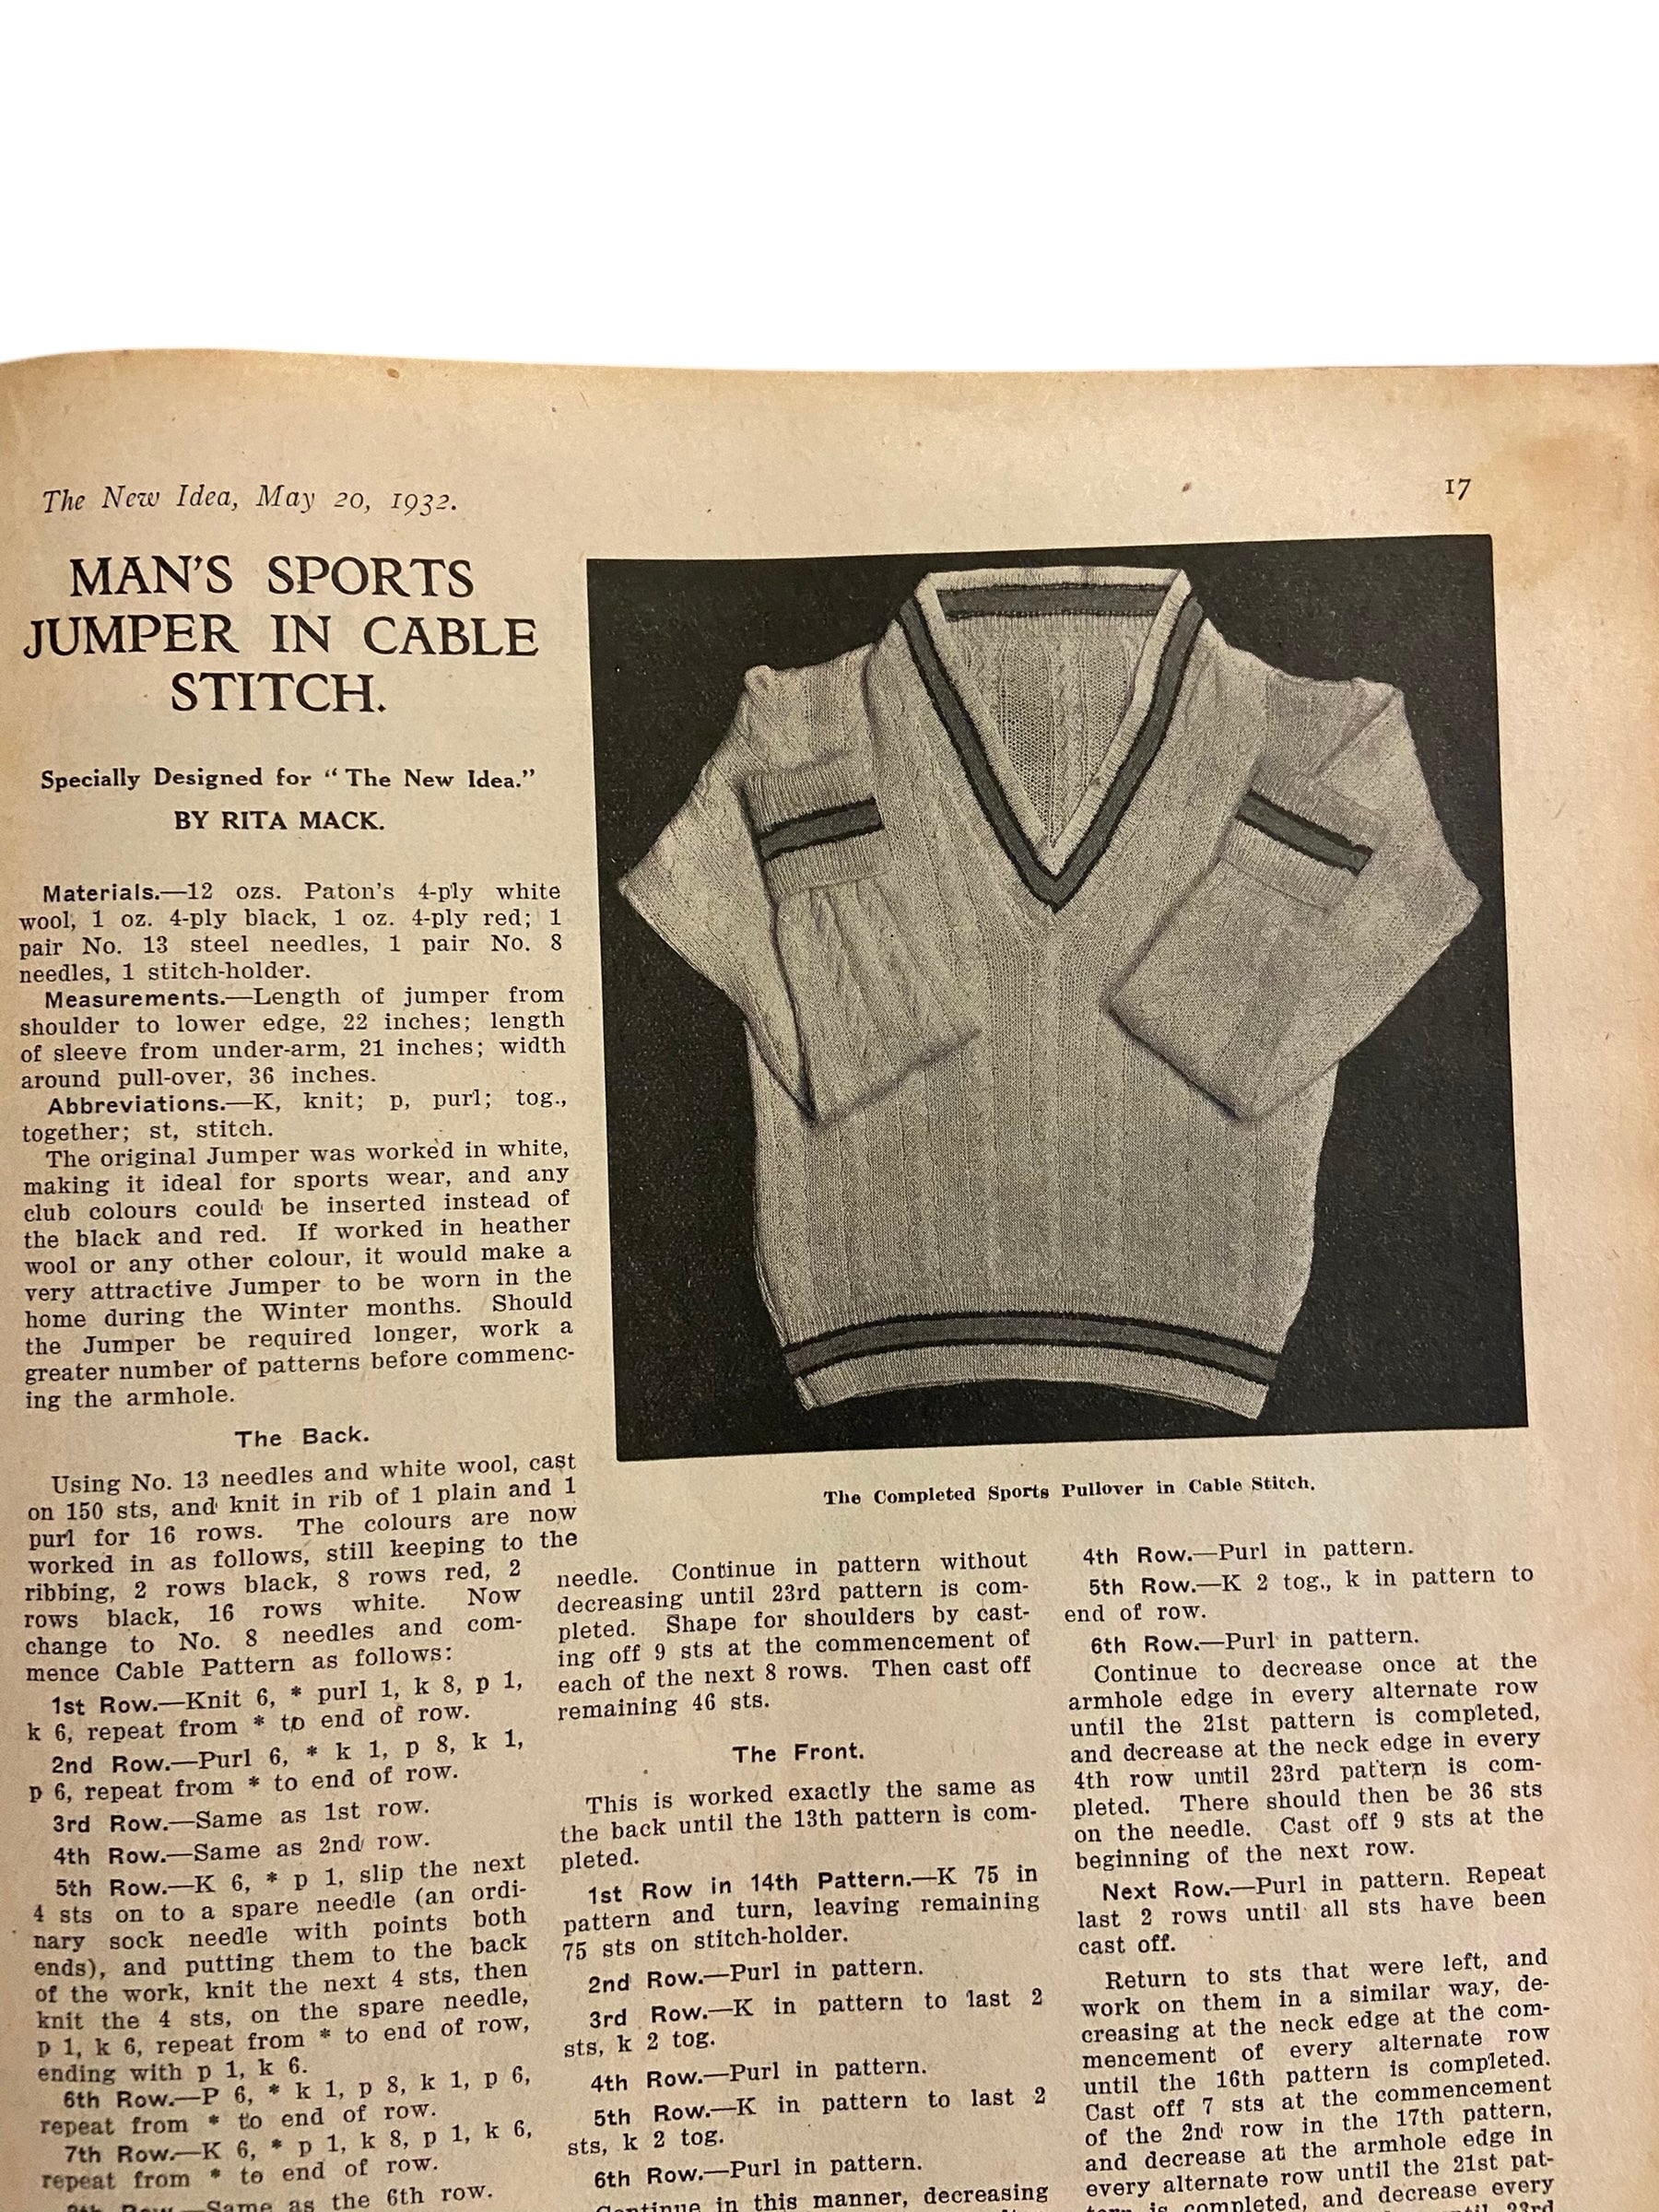 The New Idea, May 20, 1932.
17
MAN'S SPORTS
JUMPER IN CABLE
STITCH.
Specially Designed for "The New Idea."
BY RITA MACK.
Materials.—12 ozs. Paton's 4-ply white
wool, 1 oz. 4-ply black, 1 oz. 4-ply red; 1
pair No. 13 steel needles, 1 pair No. 8
needles, 1 stitch-holder.
Measurements.—Length of jumper from
shoulder to lower edge, 22 inches; length
of sleeve from under-arm, 21 inches; width
around pull-over, 36 inches.
Abbreviations.—K, knit; p, purl; tog.,
together; st, stitch.
The original Jumper was worked in white,
making it ideal for sports wear, and any
club colours could be inserted instead of
the black and red. If worked in heather
wool or any other colour, it would make a
very attractive Jumper to be worn in the
home during the Winter months. Should
the Jumper be required longer, work a
greater number of patterns before commenc-
ing the armhole.
The Back.
Using No. 13 needles and white wool, cast
on 150 sts, and knit in rib of 1 plain and 1
purl for 16 rows. The colours are now
worked in as follows, still keeping to the
ribbing, 2 rows black, 8 rows red, 2
rows black, 16 rows white. Now
change to No. 8 needles and com-
mence Cable Pattern as follows:
1st Row.—Knit 6, * purl 1, k 8, p 1,
k 6, repeat from * to end of row.
2nd Row.—Purl 6, * k 1, p 8, k 1,
p 6, repeat from * to end of row.
3rd Row.—Same as 1st row.
4th Row.—Same as 2nd row.
5th Row.—K 6, * p 1, slip the next
4 sts on to a spare needle (an ordi-
nary sock needle with points both
ends), and putting them to the back
of the work, knit the next 4 sts, then
knit the 4 sts, on the spare needle,
p 1, k 6, repeat from * to end of row,
ending with p 1, k 6.
6th Row.—P 6, * k 1, p 8, k 1, p 6,
repeat from * to end of row.
7th Row.—K 6, * p 1, k 8, p 1, k 6,
repeat from * to end of row.
8th Row.—Same as the 6th row.
The Completed Sports Pullover in Cable Stitch.
needle. Continue in pattern without
decreasing until 23rd pattern is com-
pleted. Shape for shoulders by cast-
ing off 9 sts at the commencement of
each of the next 8 rows. Then cast off
remaining 46 sts.
The Front.
This is worked exactly the same as
the back until the 13th pattern is com-
pleted.
1st Row in 14th Pattern.—K 75 in
pattern and turn, leaving remaining
75 sts on stitch-holder.
2nd Row.—Purl in pattern.
3rd Row.—K in pattern to last 2
sts, k 2 tog.
4th Row.—Purl in pattern.
5th Row.—K in pattern to last 2
sts, k 2 tog.
6th Row.—Purl in pattern.
Continue in this manner, decreasing
4th Row.—Purl in pattern.
5th Row.—K 2 tog., k in pattern to
end of row.
6th Row.—Purl in pattern.
Continue to decrease once at the
armhole edge in every alternate row
until the 21st pattern is completed,
and decrease at the neck edge in every
4th row until 23rd pattern is com-
pleted. There should then be 36 sts
on the needle. Cast off 9 sts at the
beginning of the next row.
Next Row.—Purl in pattern. Repeat
last 2 rows until all sts have been
cast off.
Return to sts that were left, and
work on them in a similar way, de-
creasing at the neck edge at the com-
mencement of every alternate row
until the 16th pattern is completed.
Cast off 7 sts at the commencement
of the 2nd row in the 17th pattern,
and decrease at the armhole edge in
every alternate row until the 21st pat-
tern is completed, and decrease every
23rd